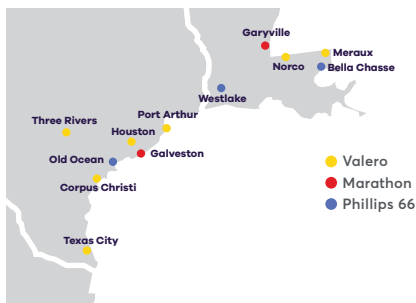 Garyville
Meraux
Norco
Bella Chasse
Westlake
Port Arthur
Three Rivers
Houston
Old Ocean
Galveston
Corpus Christi
Texas City
Valero
Marathon
Phillips 66